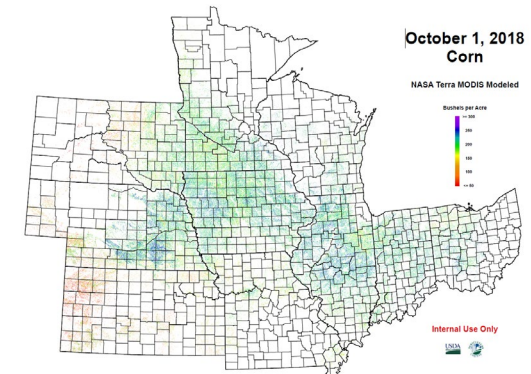 October 1, 2018
Corn
NASA Terra MODIS Modeled
Bushels per Acre
>= 300
250
200
150
100
<= 50
Internal Use Only
USDA